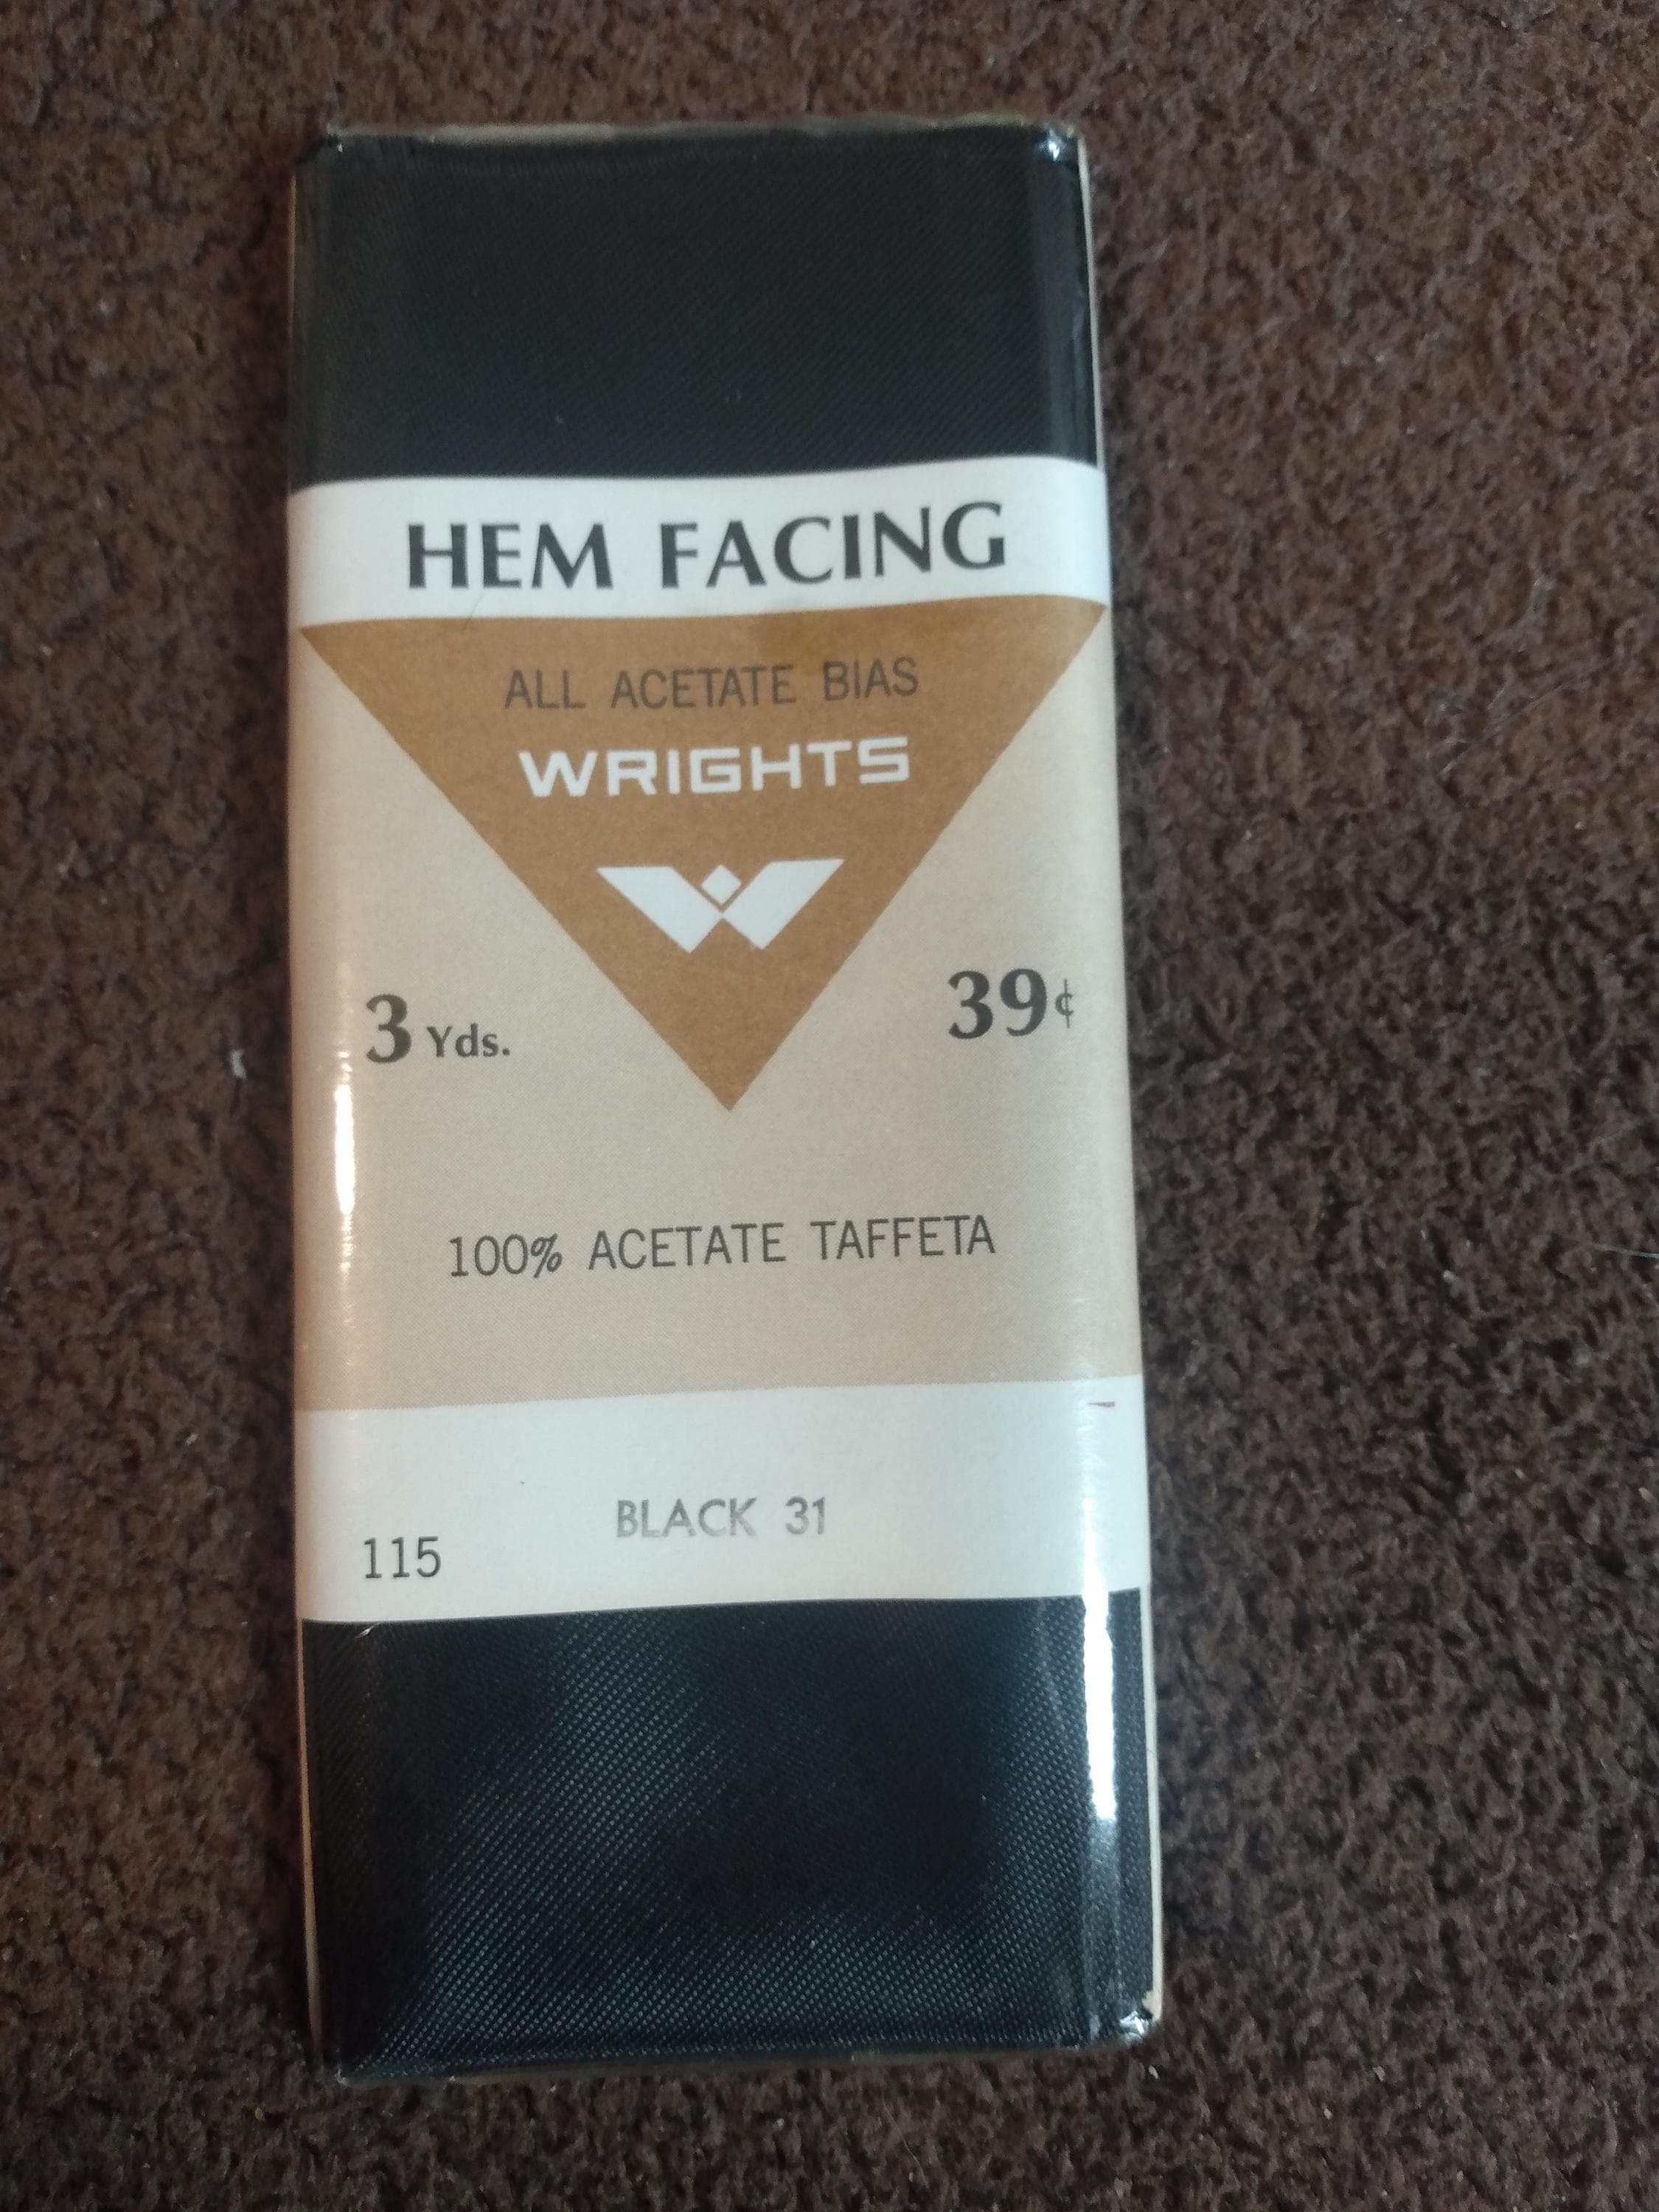 HEM FACING
ALL ACETATE BIAS
WRIGHTS
3 Yds.
39¢
100% ACETATE TAFFETA
BLACK 31
115